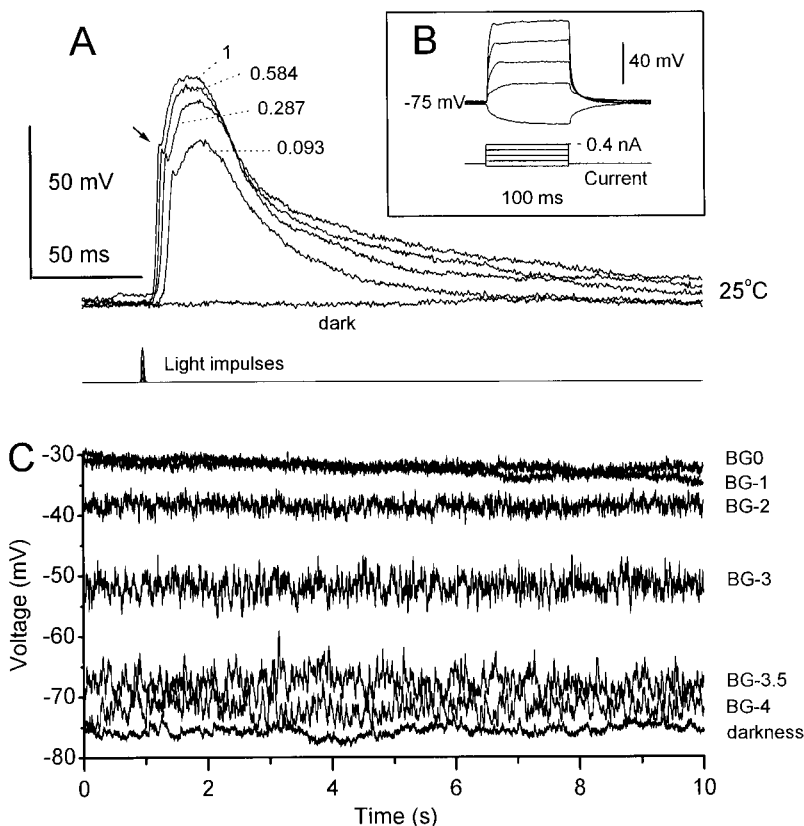 A
1
0.584
0.287
0.093
50 mV
50 ms
dark
25°C
Light impulses
B
40 mV
-75 mV
0.4 nA
Current
100 ms
C
-30
-40
-50
-60
-70
-80
Voltage (mV)
BG0
BG-1
BG-2
BG-3
BG-3.5
BG-4
darkness
0
2
4
6
8
10
Time (s)